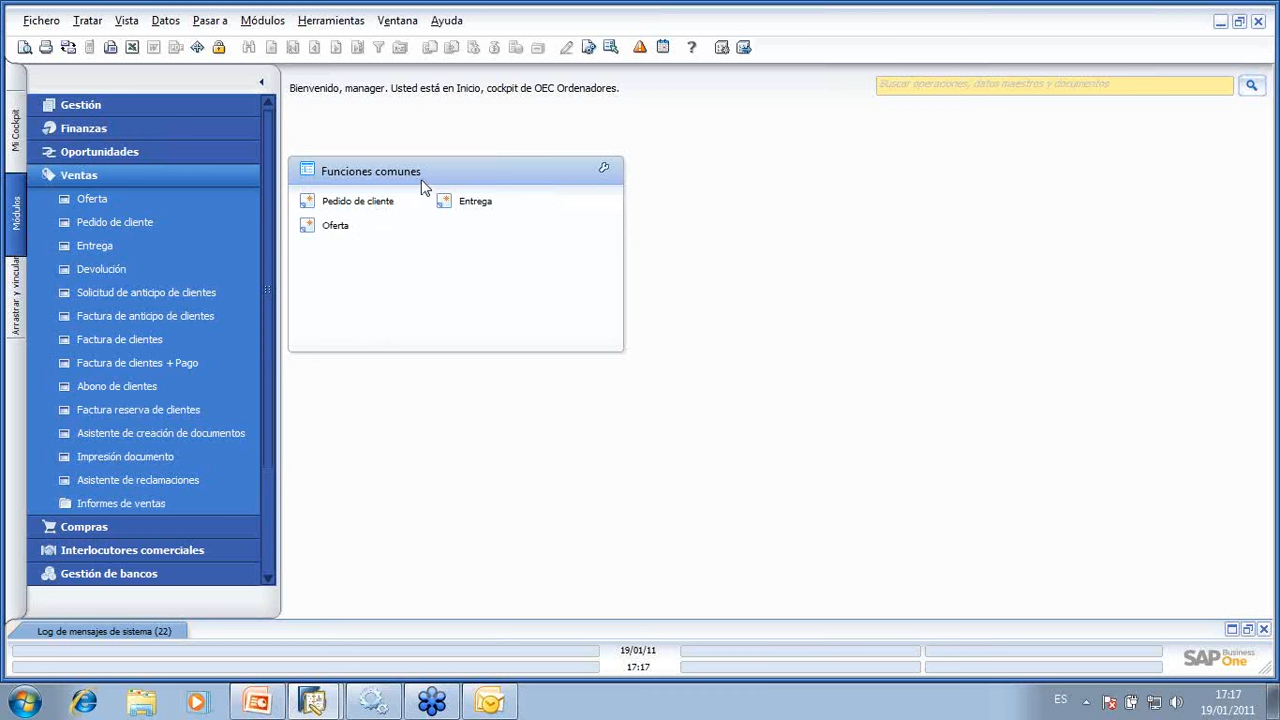 Fichero Tratar Vista Datos Pasar a Módulos Herramientas Ventana Ayuda
Bienvenido, manager. Usted está en Inicio, cockpit de OEC Ordenadores.
Buscar operaciones, datos maestros y documentos
Mi Cockpit
Módulos
Arrastrar y vincular
Gestión
Finanzas
Oportunidades
Ventas
Oferta
Pedido de cliente
Entrega
Devolución
Solicitud de anticipo de clientes
Factura de anticipo de clientes
Factura de clientes
Factura de clientes + Pago
Abono de clientes
Factura reserva de clientes
Asistente de creación de documentos
Impresión documento
Asistente de reclamaciones
Informes de ventas
Compras
Interlocutores comerciales
Gestión de bancos
Funciones comunes
Pedido de cliente Entrega
Oferta
Log de mensajes de sistema (22)
19/01/11
17:17
SAP Business One
ES
17:17
19/01/2011